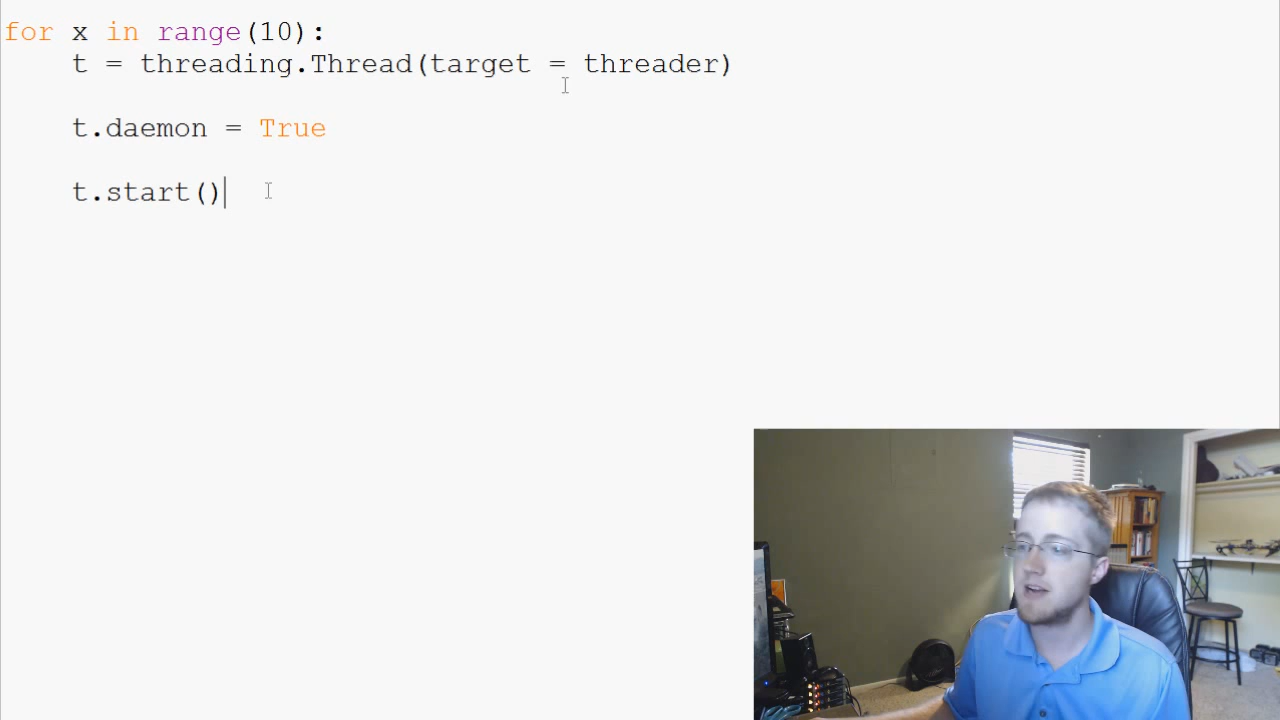 for x in range(10):
t = threading.Thread(target = threader)
t.daemon = True
t.start()